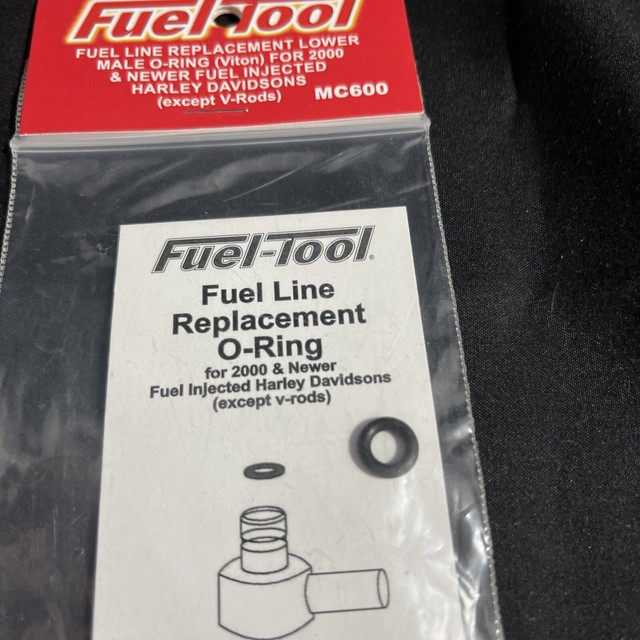 Fuel-Tool
FUEL LINE REPLACEMENT LOWER
MALE O-RING (Viton) FOR 2000
& NEWER FUEL INJECTED
HARLEY DAVIDSONS
(except V-Rods)
MC600
Fuel-Tool®
Fuel Line
Replacement
O-Ring
for 2000 & Newer
Fuel Injected Harley Davidsons
(except v-rods)